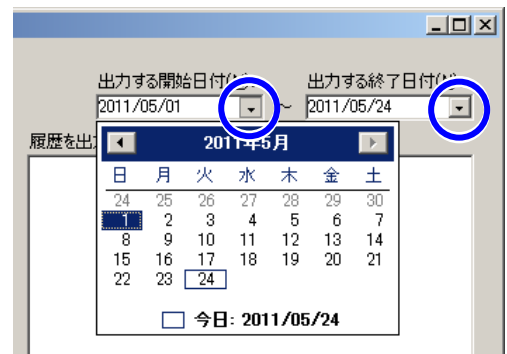 出力する開始日付(
出力する終了日付(
2011/05/01
～
2011/05/24
履歴を出
2011年5月
日 月 火 水 木 金 土
24 25 26 27 28 29 30
1 2 3 4 5 6 7
8 9 10 11 12 13 14
15 16 17 18 19 20 21
22 23 24
今日: 2011/05/24